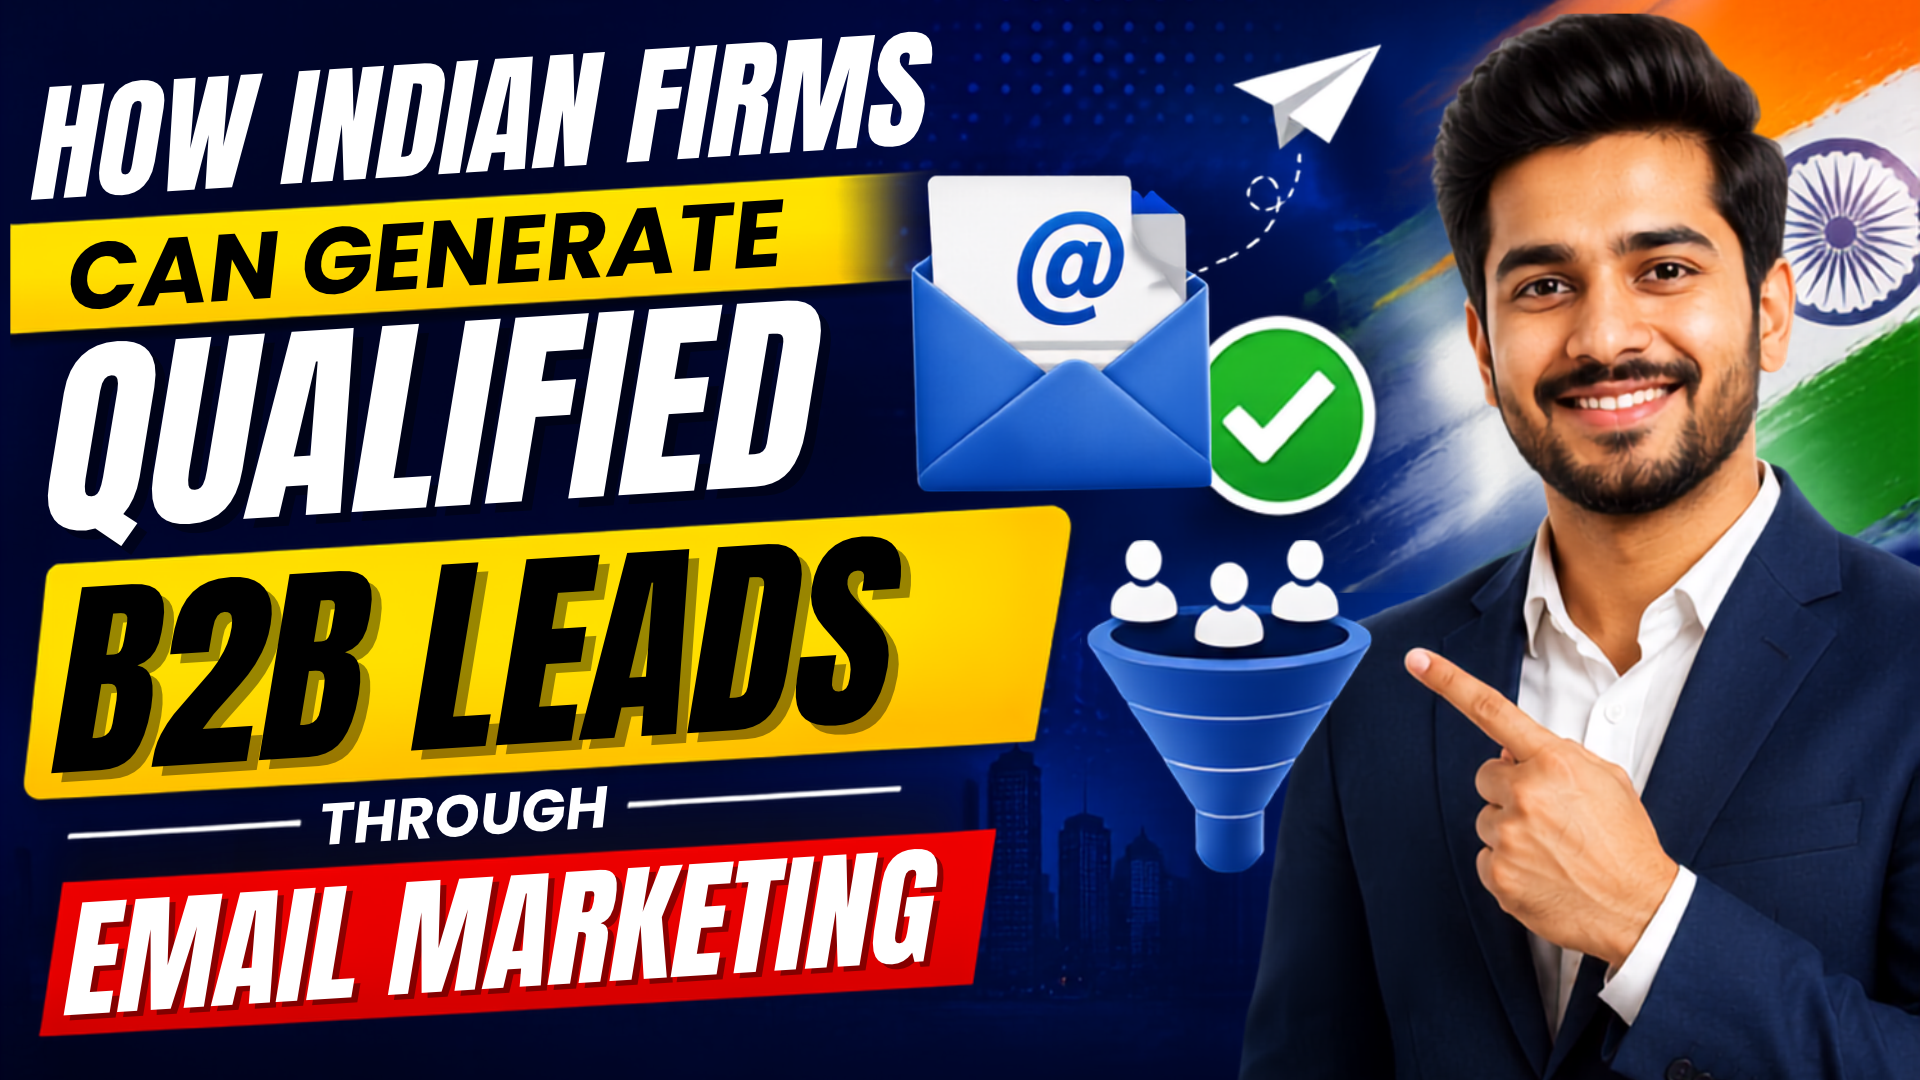 HOW INDIAN FIRMS
CAN GENERATE
QUALIFIED
B2B LEADS
THROUGH
EMAIL MARKETING
@